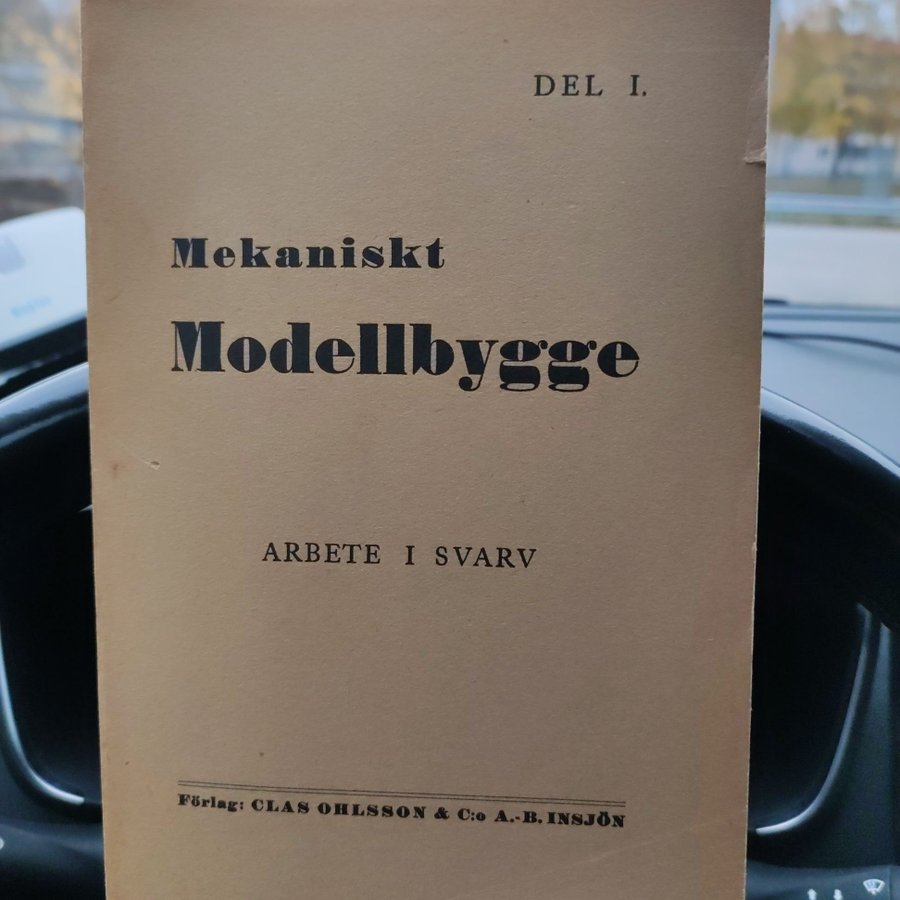 DEL I.
Mekaniskt
Modellbygge
ARBETE I SVARV
Förlag: CLAS OHLSSON & C:o A.-B. INSJÖN